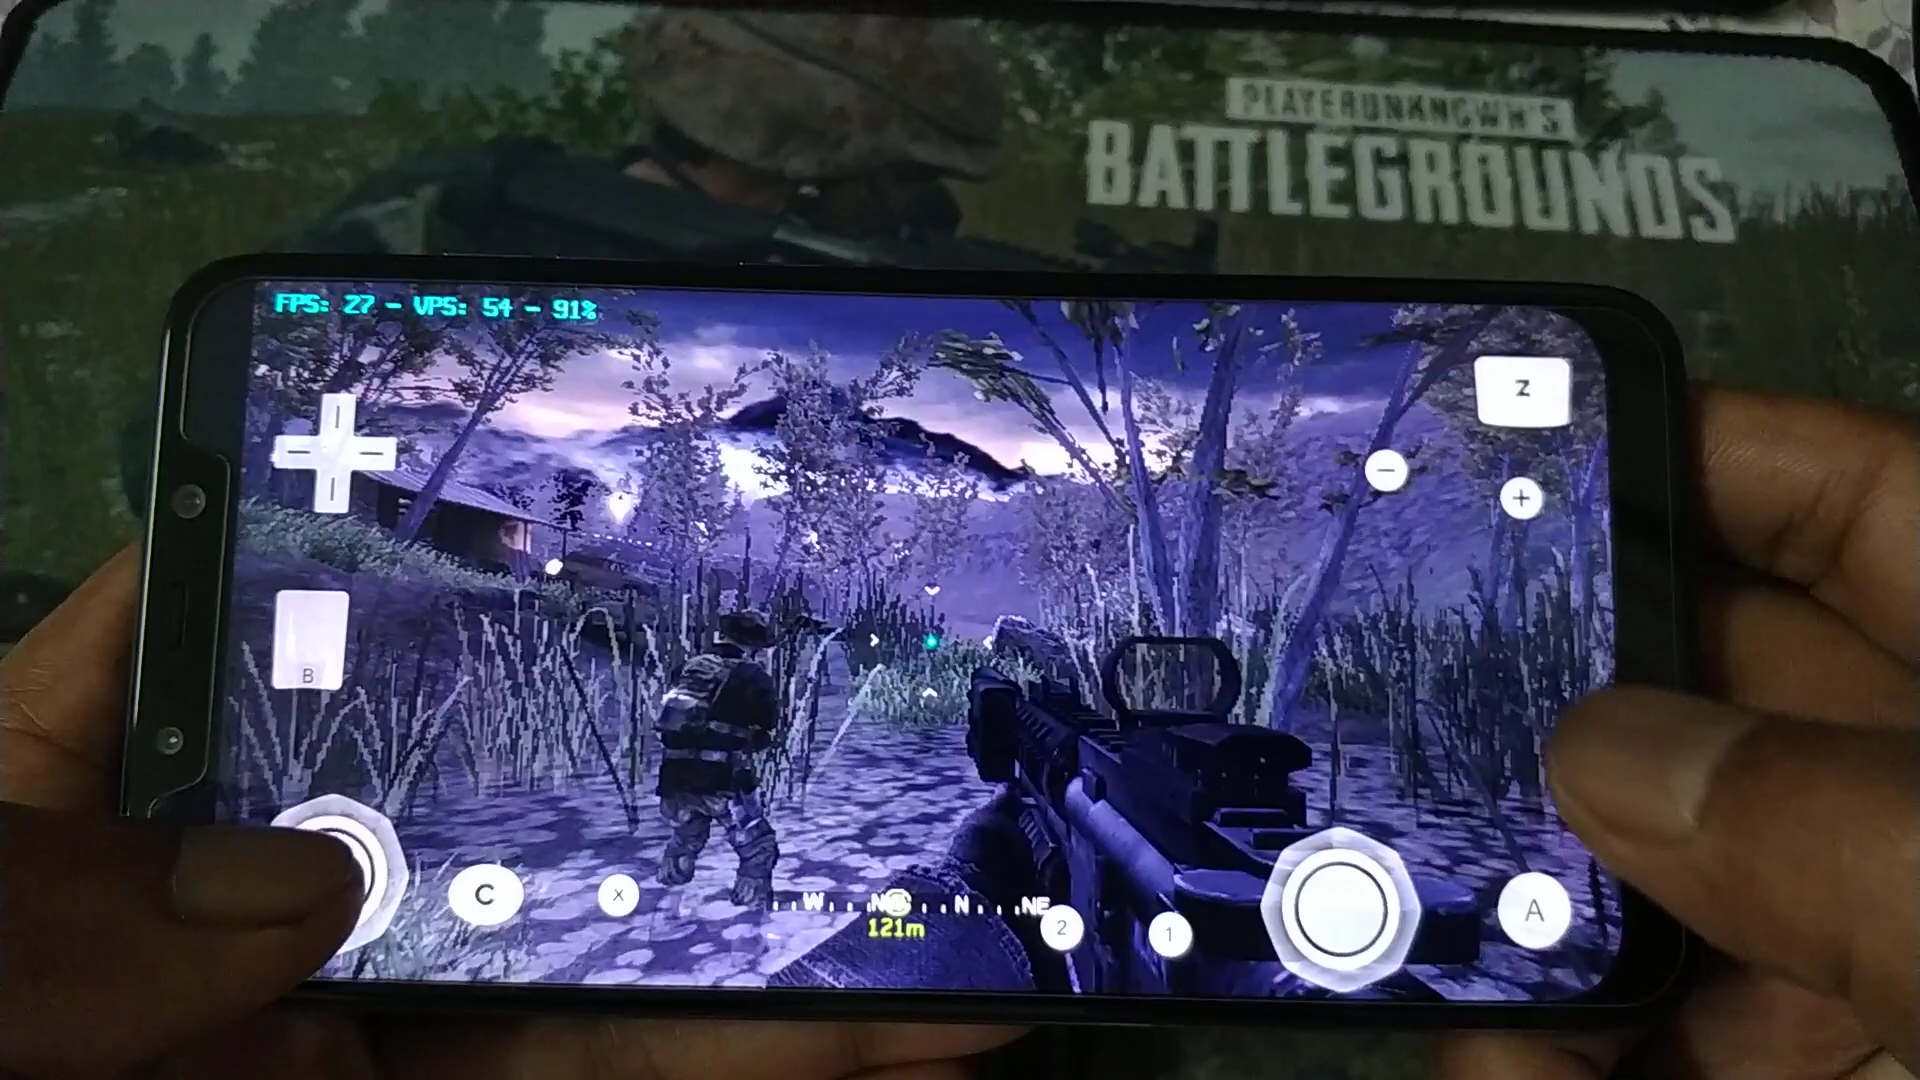 PLAYERUNKNOWN'S
BATTLEGROUNDS
FPS: 27 - VPS: 54 - 91%
Z
-
+
B
C
X
W N N NE
121m
2
1
A